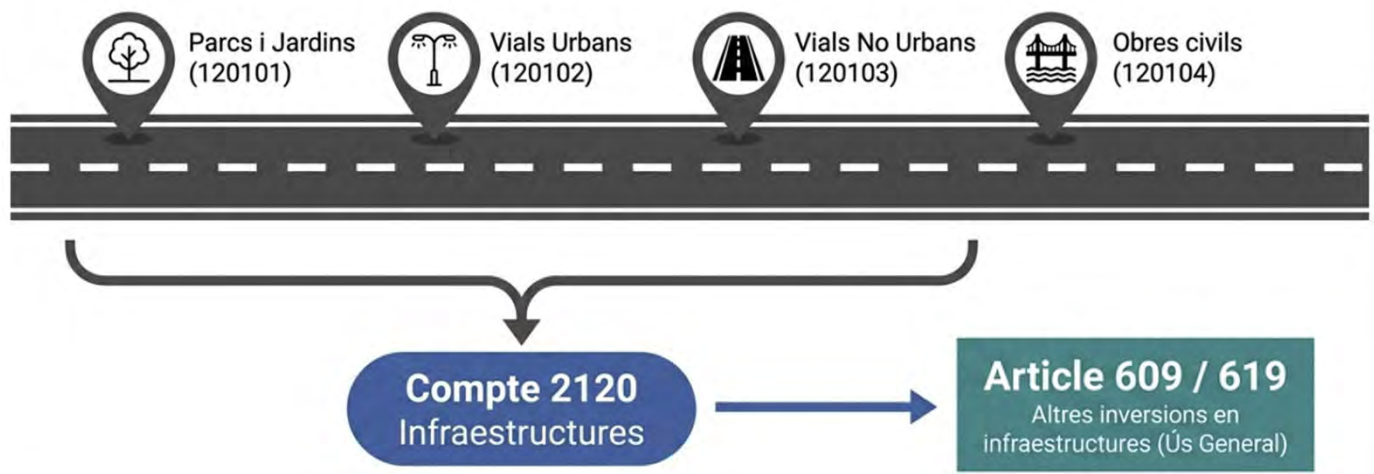 Parcs i Jardins
(120101)
Vials Urbans
(120102)
Vials No Urbans
(120103)
Obres civils
(120104)
Compte 2120
Infraestructures
Article 609 / 619
Altres inversions en
infraestructures (Ús General)